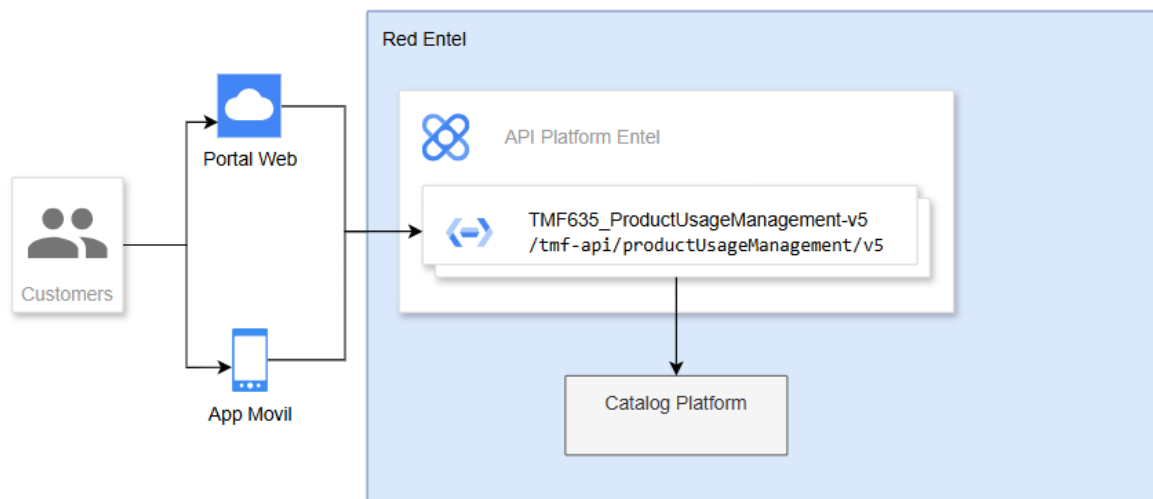 Red Entel
Portal Web
API Platform Entel
TMF635_ProductUsageManagement-v5
/tmf-api/productUsageManagement/v5
Customers
App Movil
Catalog Platform